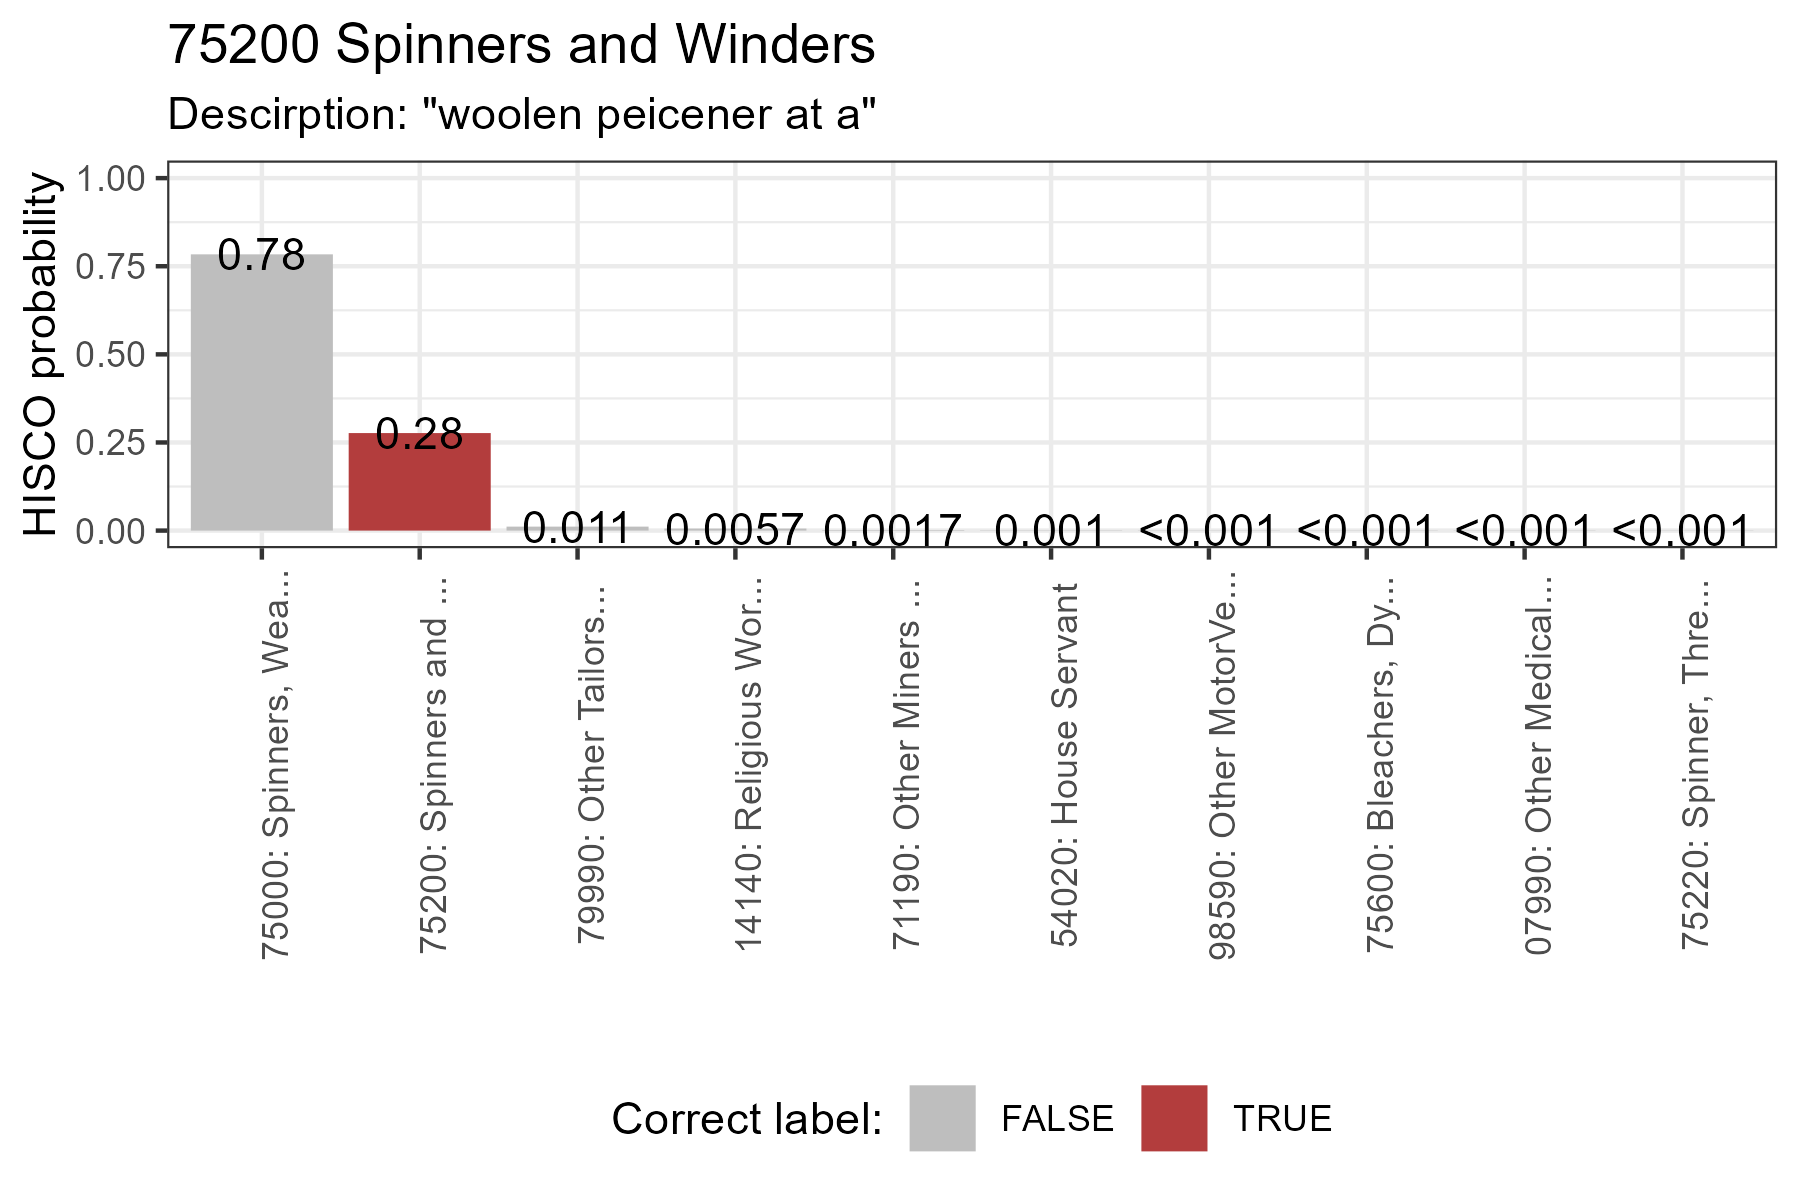 75200 Spinners and Winders
Descirption: "woolen peicener at a"
HISCO probability
1.00
0.75
0.50
0.25
0.00
0.78
0.28
0.011
0.0057
0.0017
0.001
<0.001
<0.001
<0.001
<0.001
75000: Spinners, Wea...
75200: Spinners and ...
79990: Other Tailors...
14140: Religious Wor...
71190: Other Miners ...
54020: House Servant
98590: Other MotorVe...
75600: Bleachers, Dy...
07990: Other Medical...
75220: Spinner, Thre...
Correct label: FALSE TRUE